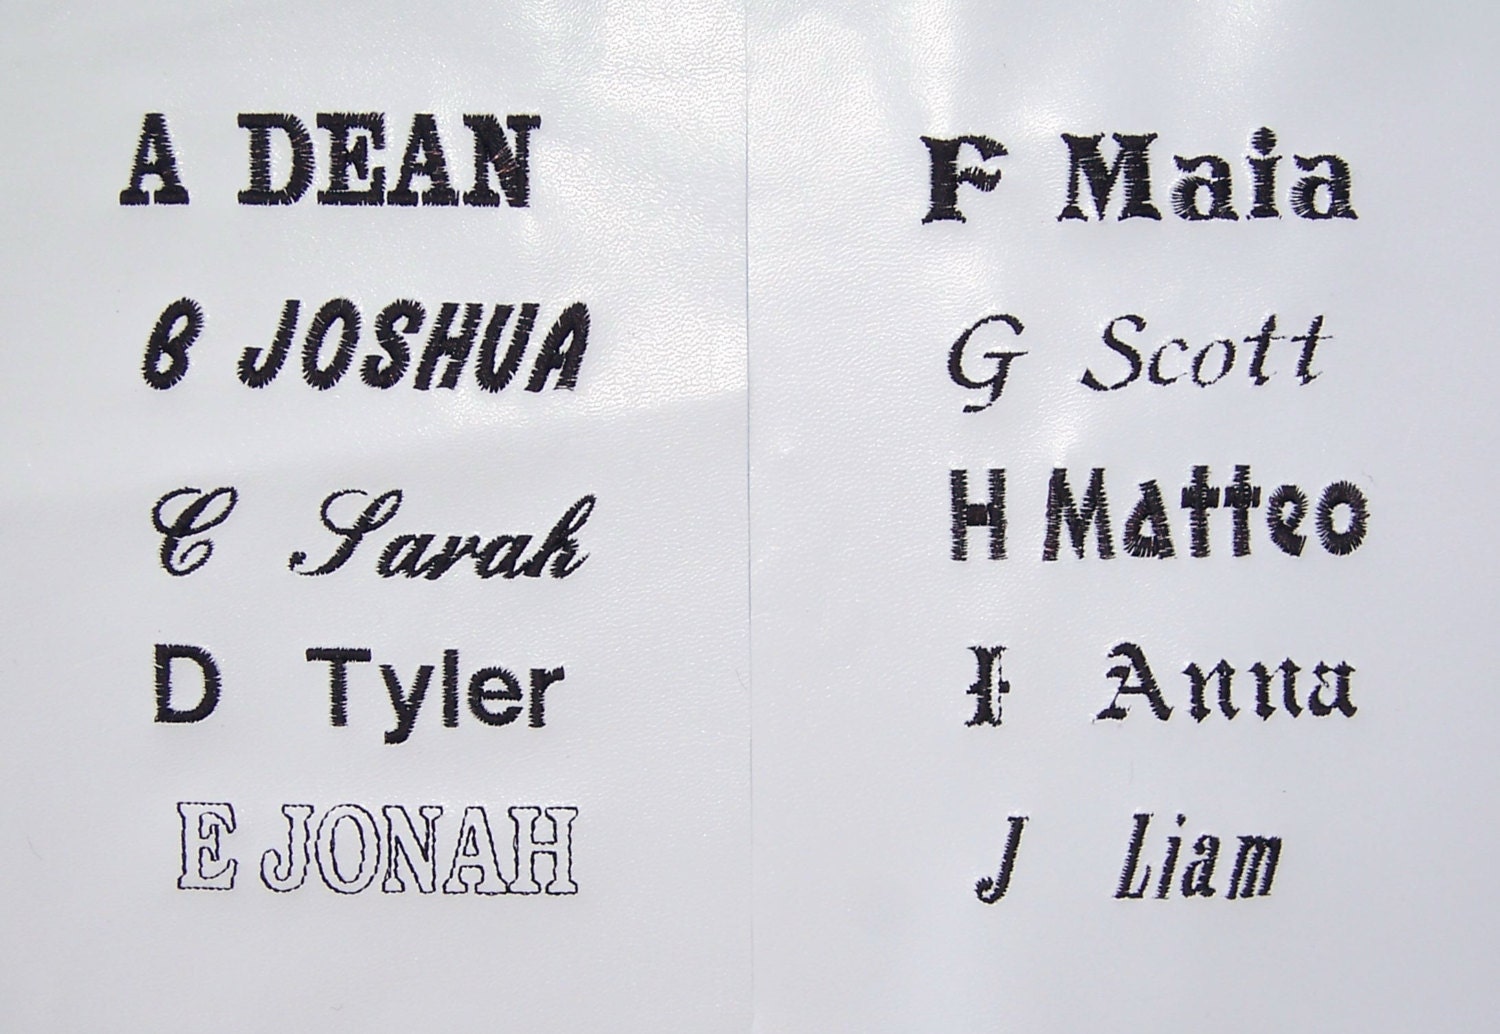 A DEAN
B JOSHUA
C Sarah
D Tyler
E JONAH
F Maia
G Scott
H Matteo
I Anna
J Liam